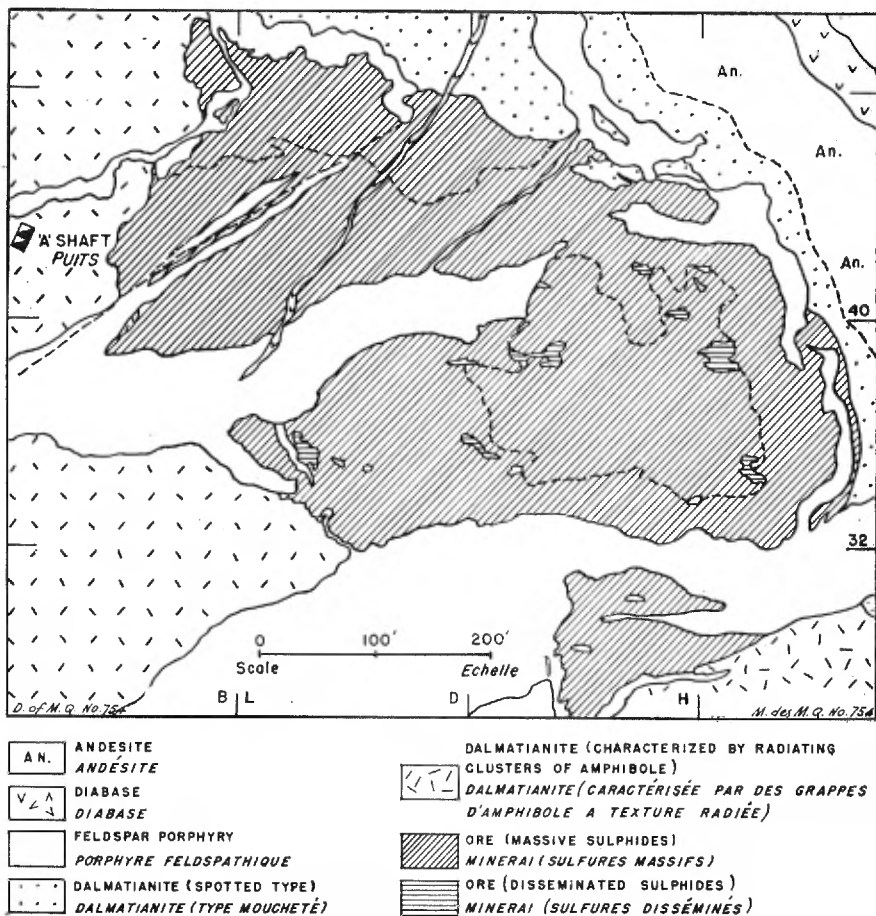 An.
An.
'A' SHAFT
PUITS
An.
40
32
0 100' 200'
Scale Echelle
B L D H
D. of M. Q. No. 754 M. des M. Q. No. 754
AN. ANDESITE
ANDÉSITE
DIABASE
DIABASE
FELDSPAR PORPHYRY
PORPHYRE FELDSPATHIQUE
DALMATIANITE (SPOTTED TYPE)
DALMATIANITE (TYPE MOUCHETÉ)
DALMATIANITE (CHARACTERIZED BY RADIATING
CLUSTERS OF AMPHIBOLE)
DALMATIANITE (CARACTÉRISÉE PAR DES GRAPPES
D'AMPHIBOLE A TEXTURE RADIÉE)
ORE (MASSIVE SULPHIDES)
MINERAI (SULFURES MASSIFS)
ORE (DISSEMINATED SULPHIDES)
MINERAI (SULFURES DISSÉMINÉS)